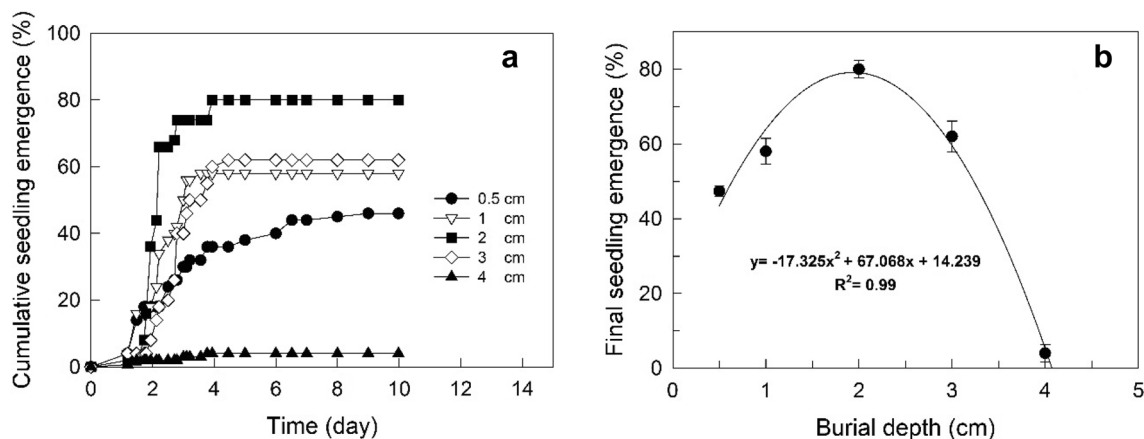 a
Cumulative seedling emergence (%)
100
80
60
40
20
0
0 2 4 6 8 10 12 14
Time (day)
0.5 cm
1 cm
2 cm
3 cm
4 cm
b
Final seedling emergence (%)
80
60
40
20
0
0 1 2 3 4 5
Burial depth (cm)
y= -17.325x² + 67.068x + 14.239
R²= 0.99